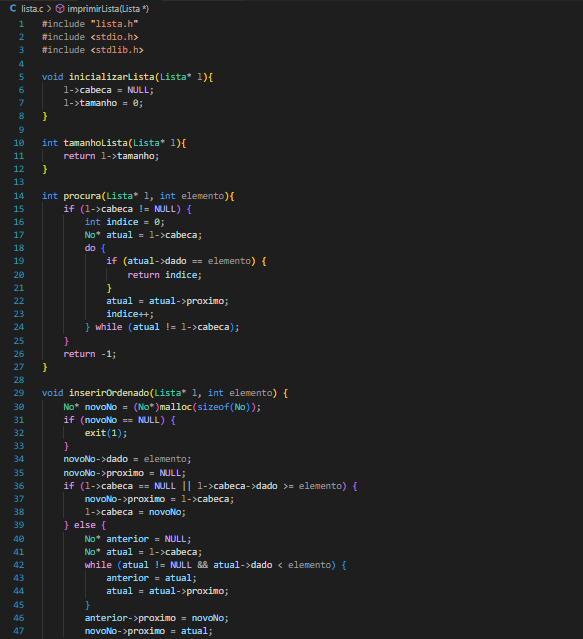 C lista.c > imprimirLista(Lista *)
1 #include "lista.h"
2 #include <stdio.h>
3 #include <stdlib.h>
4
5 void inicializarLista(Lista* l){
6     l->cabeca = NULL;
7     l->tamanho = 0;
8 }
9
10 int tamanhoLista(Lista* l){
11     return l->tamanho;
12 }
13
14 int procura(Lista* l, int elemento){
15     if (l->cabeca != NULL) {
16         int indice = 0;
17         No* atual = l->cabeca;
18         do {
19             if (atual->dado == elemento) {
20                 return indice;
21             }
22             atual = atual->proximo;
23             indice++;
24         } while (atual != l->cabeca);
25     }
26     return -1;
27 }
28
29 void inserirOrdenado(Lista* l, int elemento) {
30     No* novoNo = (No*)malloc(sizeof(No));
31     if (novoNo == NULL) {
32         exit(1);
33     }
34     novoNo->dado = elemento;
35     novoNo->proximo = NULL;
36     if (l->cabeca == NULL || l->cabeca->dado >= elemento) {
37         novoNo->proximo = l->cabeca;
38         l->cabeca = novoNo;
39     } else {
40         No* anterior = NULL;
41         No* atual = l->cabeca;
42         while (atual != NULL && atual->dado < elemento) {
43             anterior = atual;
44             atual = atual->proximo;
45         }
46         anterior->proximo = novoNo;
47         novoNo->proximo = atual;